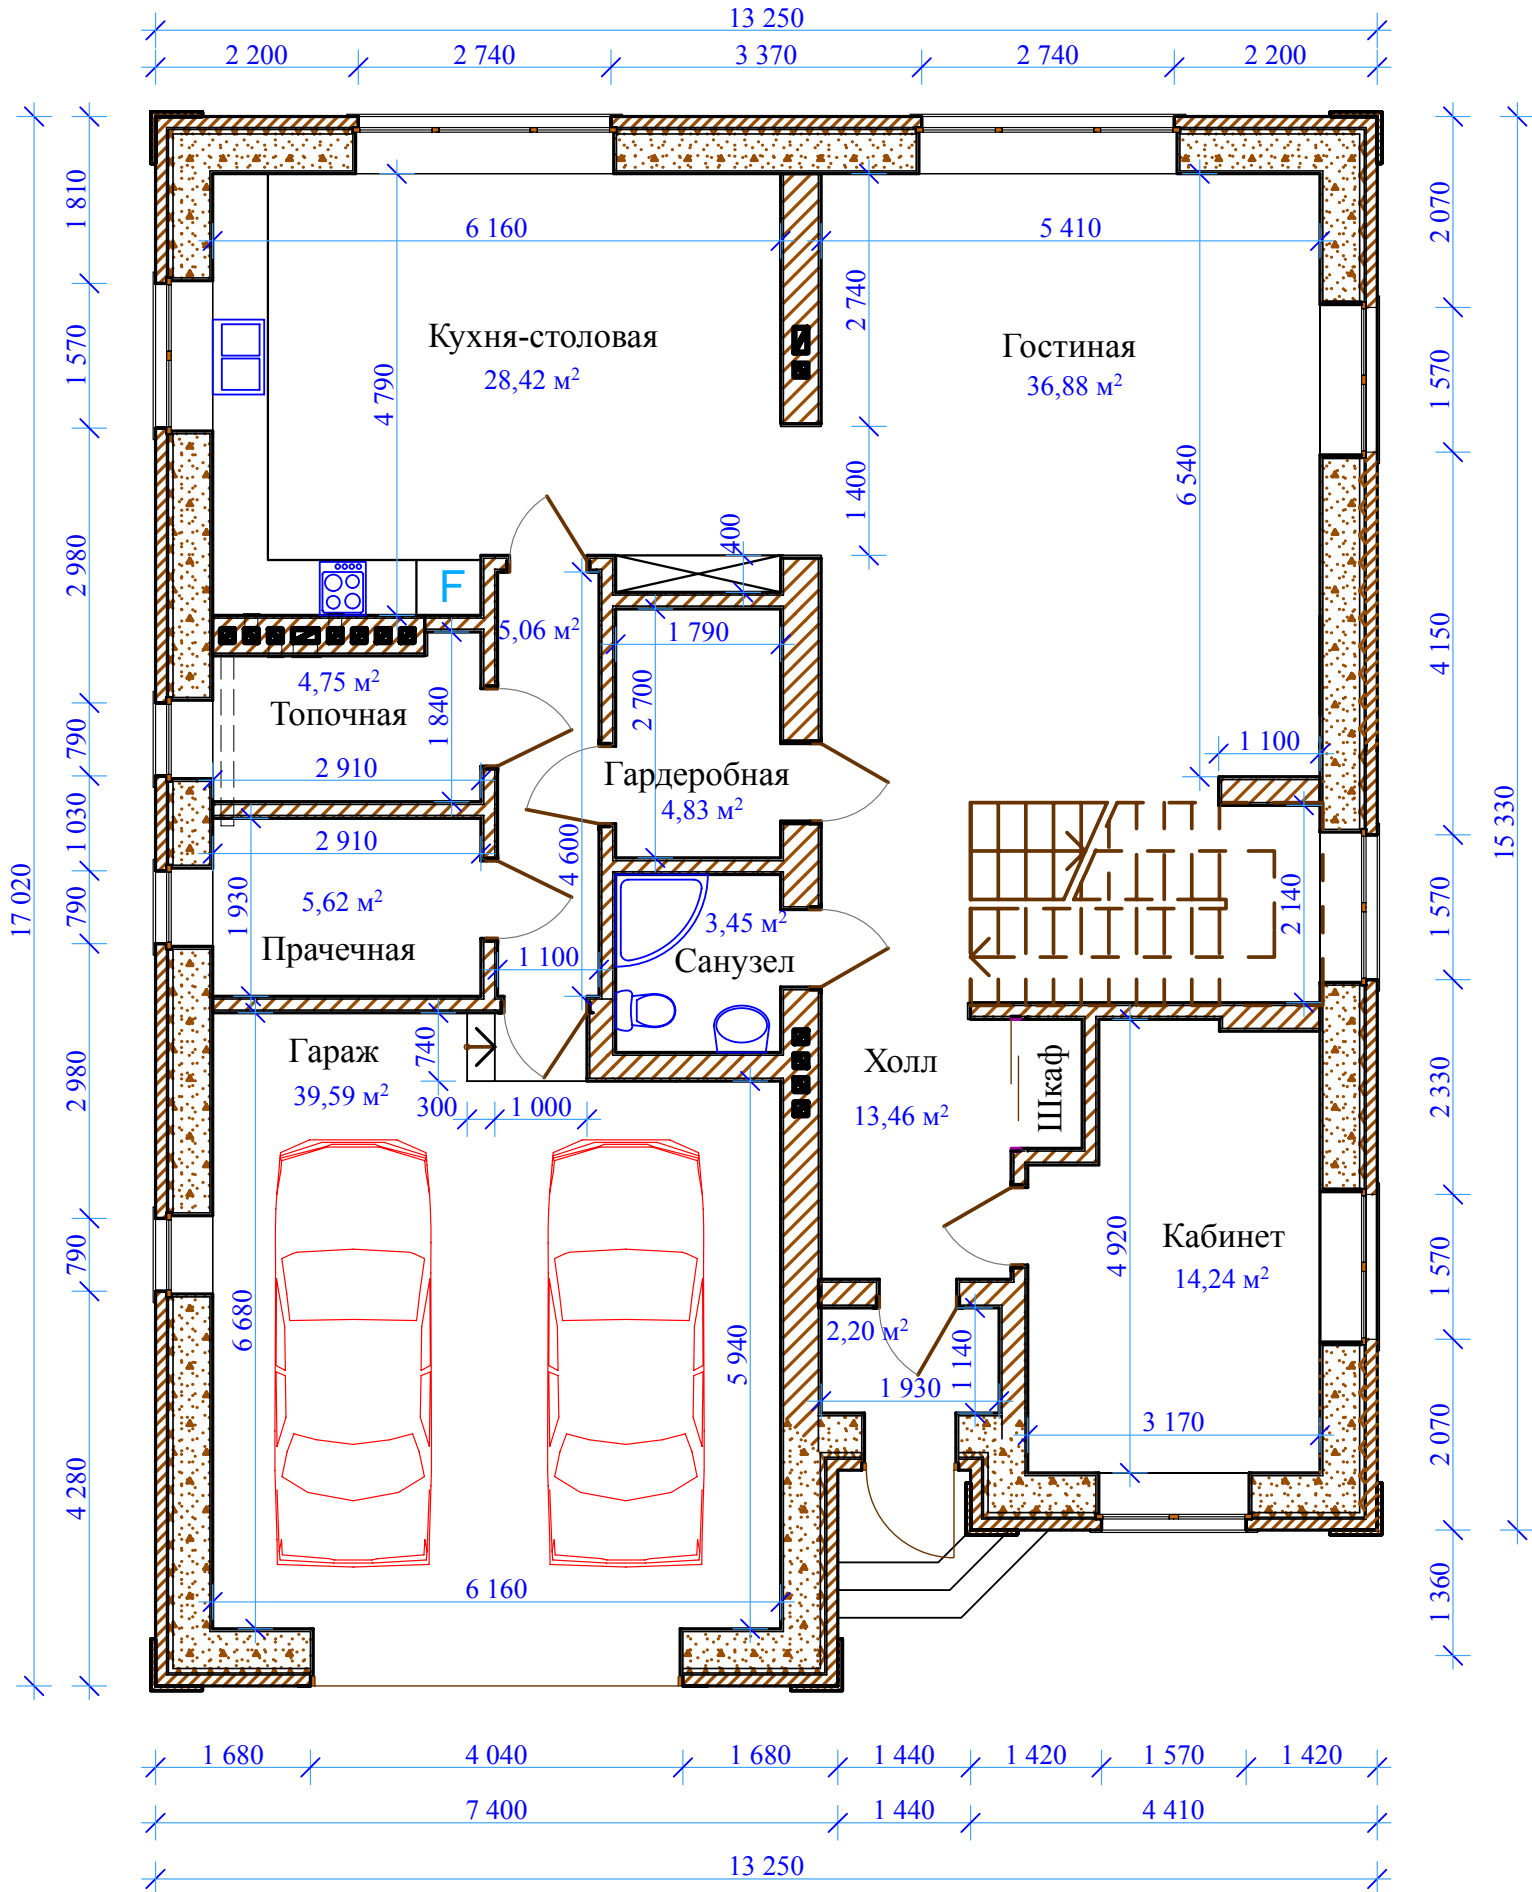 13 250
2 200
2 740
3 370
2 740
2 200
1 810
1 570
2 980
790
1 030
790
2 980
790
4 280
17 020
2 070
1 570
4 150
1 570
2 330
1 570
2 070
1 360
15 330
6 160
5 410
2 740
Кухня-столовая
28,42 м²
Гостиная
36,88 м²
4 790
1 400
6 540
400
F
5,06 м²
1 790
4,75 м²
Топочная
1 840
2 700
2 910
Гардеробная
4,83 м²
1 100
2 910
4 600
1 930
5,62 м²
Прачечная
3,45 м²
Санузел
2 140
1 100
Гараж
39,59 м²
740
300
1 000
Холл
13,46 м²
Шкаф
4 920
Кабинет
14,24 м²
6 680
5 940
2,20 м²
1 140
1 930
3 170
6 160
1 680
4 040
1 680
1 440
1 420
1 570
1 420
7 400
1 440
4 410
13 250